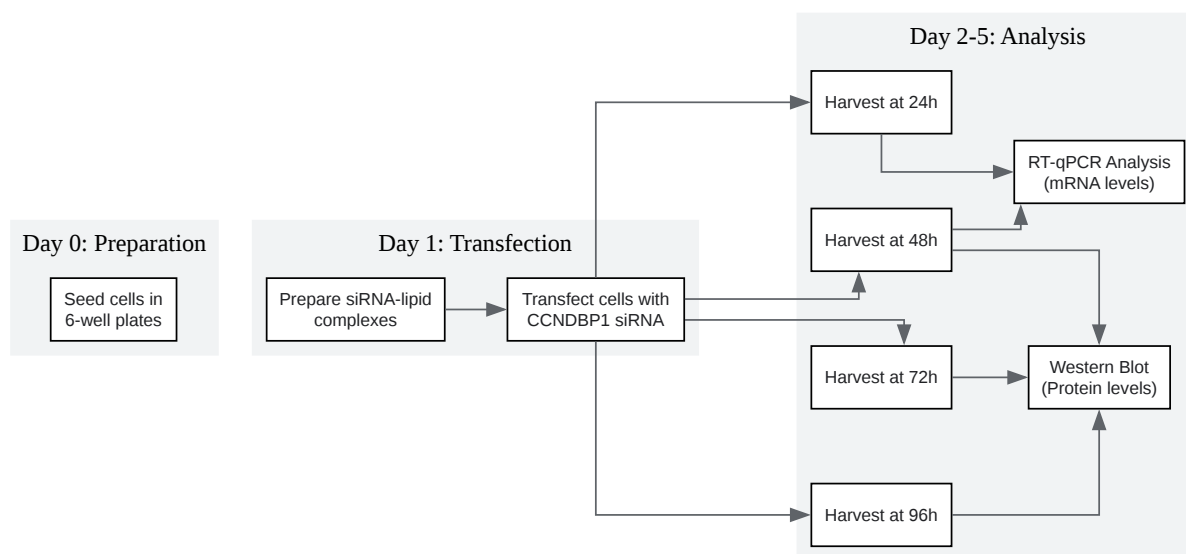 Day 0: Preparation
Seed cells in
6-well plates
Day 1: Transfection
Prepare siRNA-lipid
complexes
Transfect cells with
CCNDBP1 siRNA
Day 2-5: Analysis
Harvest at 24h
RT-qPCR Analysis
(mRNA levels)
Harvest at 48h
Harvest at 72h
Western Blot
(Protein levels)
Harvest at 96h